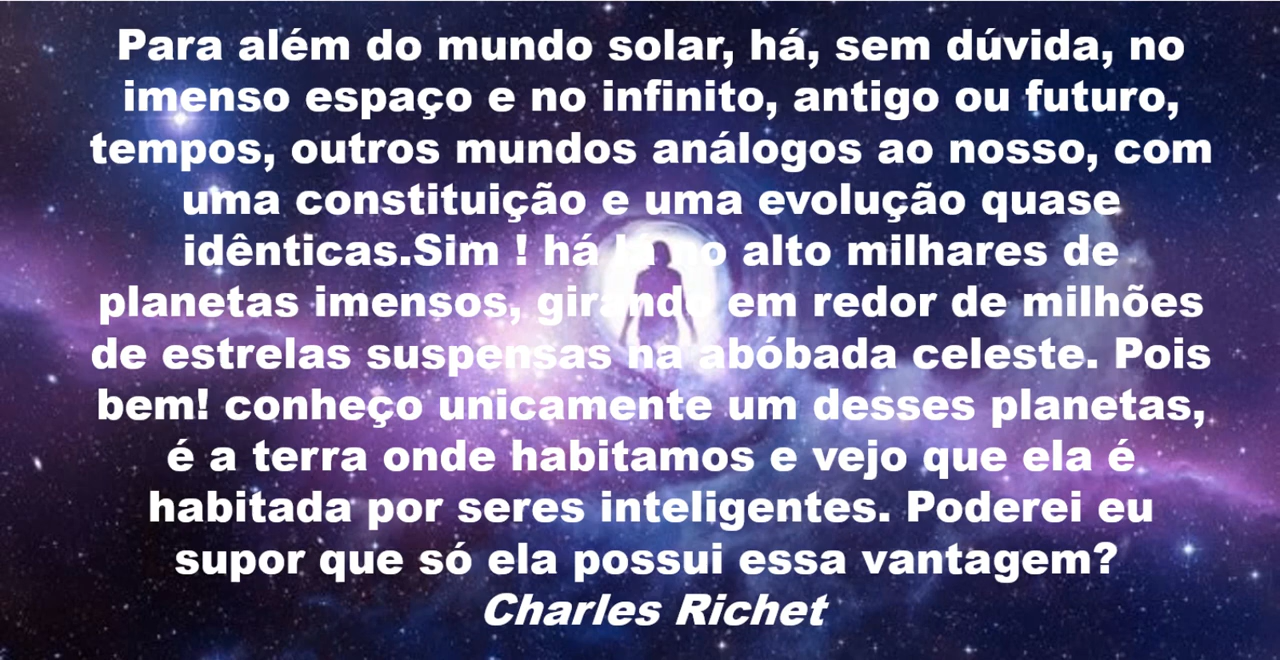 Para além do mundo solar, há, sem dúvida, no
imenso espaço e no infinito, antigo ou futuro,
tempos, outros mundos análogos ao nosso, com
uma constituição e uma evolução quase
idênticas.Sim ! há lá no alto milhares de
planetas imensos, girando em redor de milhões
de estrelas suspensas na abóbada celeste. Pois
bem! conheço unicamente um desses planetas,
é a terra onde habitamos e vejo que ela é
habitada por seres inteligentes. Poderei eu
supor que só ela possui essa vantagem?
Charles Richet